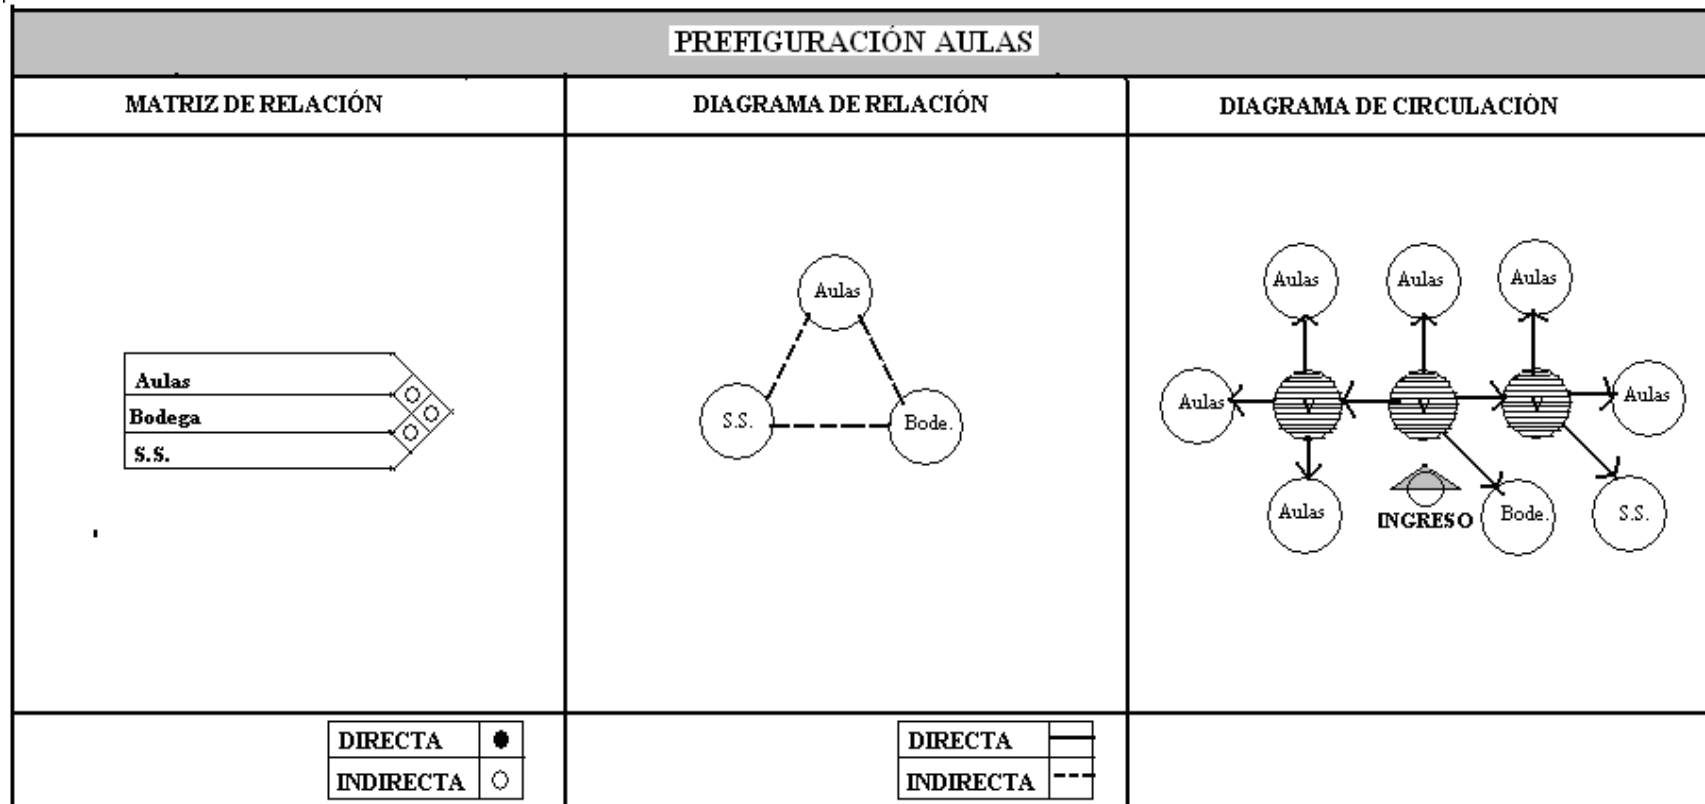 PREFIGURACIÓN AULAS
MATRIZ DE RELACIÓN
DIAGRAMA DE RELACIÓN
DIAGRAMA DE CIRCULACIÓN
Aulas
Bodega
S.S.
Aulas
S.S.
Bode.
Aulas
Aulas
Aulas
Aulas
V
V
V
Aulas
Aulas
INGRESO
Bode.
S.S.
DIRECTA
INDIRECTA
DIRECTA
INDIRECTA